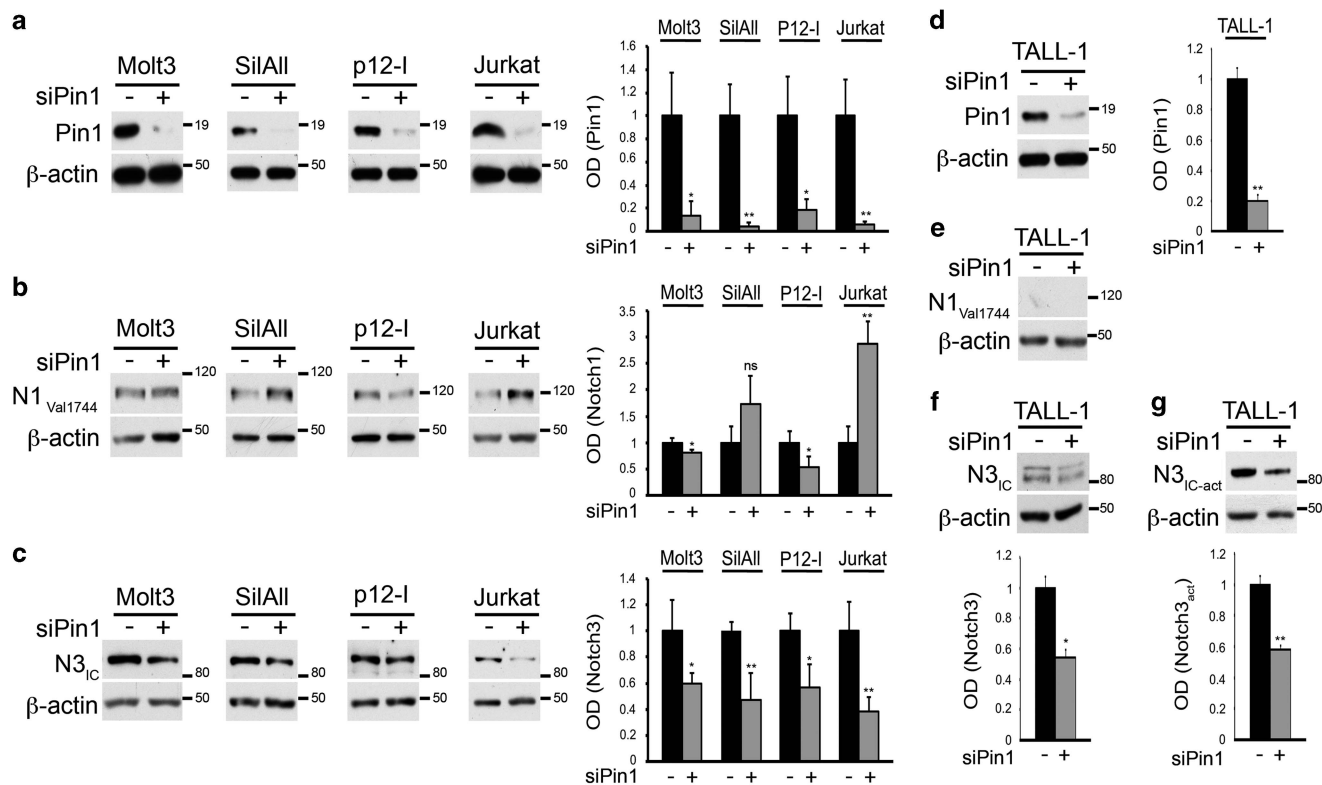 a
Molt3 SilAll p12-I Jurkat
siPin1 - + - + - + - +
Pin1 19 19 19 19
β-actin 50 50 50 50
Molt3 SilAll P12-I Jurkat
OD (Pin1)
1.6
1.4
1.2
1
0.8
0.6
0.4
0.2
0
* ** * **
siPin1 - + - + - + - +
b
Molt3 SilAll p12-I Jurkat
siPin1 - + - + - + - +
N1Val1744 120 120 120 120
β-actin 50 50 50 50
Molt3 SilAll P12-I Jurkat
OD (Notch1)
3.5
3
2.5
2
1.5
1
0.5
0
* ns * **
siPin1 - + - + - + - +
c
Molt3 SilAll p12-I Jurkat
siPin1 - + - + - + - +
N3IC 80 80 80 80
β-actin 50 50 50 50
Molt3 SilAll P12-I Jurkat
OD (Notch3)
1.4
1.2
1
0.8
0.6
0.4
0.2
0
* ** * **
siPin1 - + - + - + - +
d
TALL-1
siPin1 - +
Pin1 19
β-actin 50
TALL-1
OD (Pin1)
1.2
1
0.8
0.6
0.4
0.2
0
**
siPin1 - +
e
TALL-1
siPin1 - +
N1Val1744 120
β-actin 50
f
TALL-1
siPin1 - +
N3IC 80
β-actin 50
OD (Notch3)
1.2
1
0.8
0.6
0.4
0.2
0
*
siPin1 - +
g
TALL-1
siPin1 - +
N3IC-act 80
β-actin 50
OD (Notch3act)
1.2
1
0.8
0.6
0.4
0.2
0
**
siPin1 - +